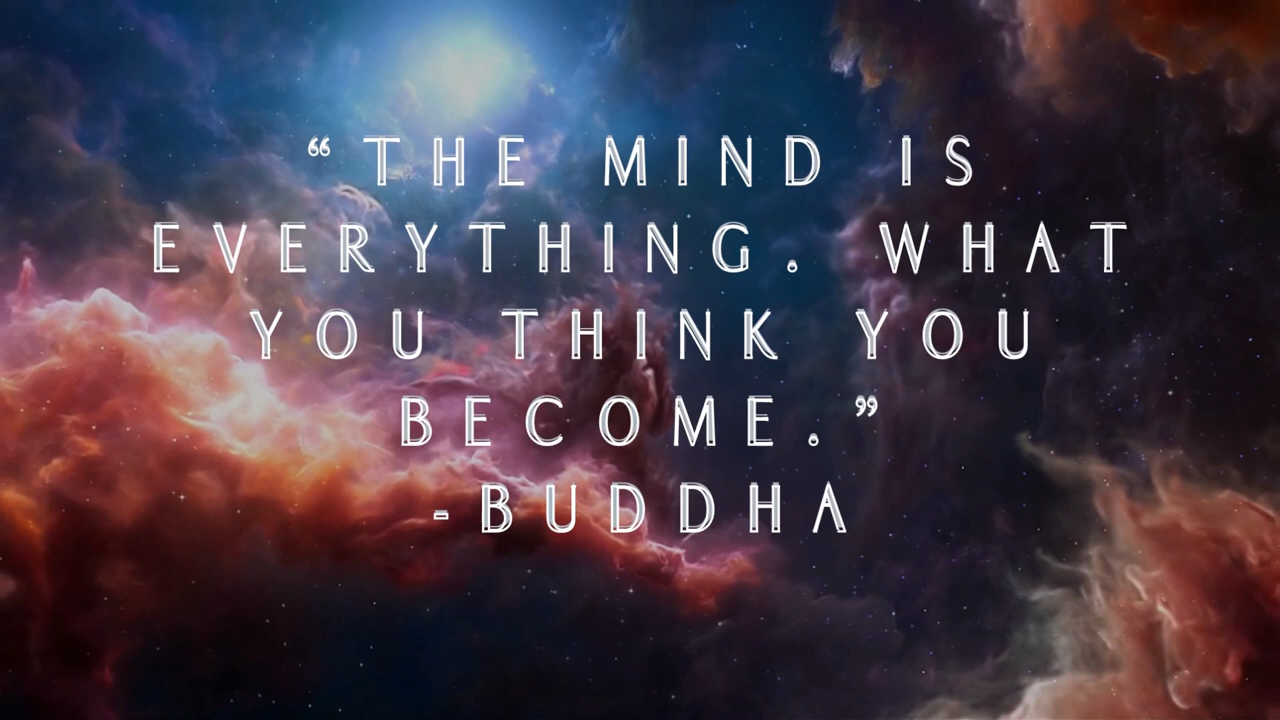 “THE MIND IS
EVERYTHING. WHAT
YOU THINK YOU
BECOME.”
-BUDDHA